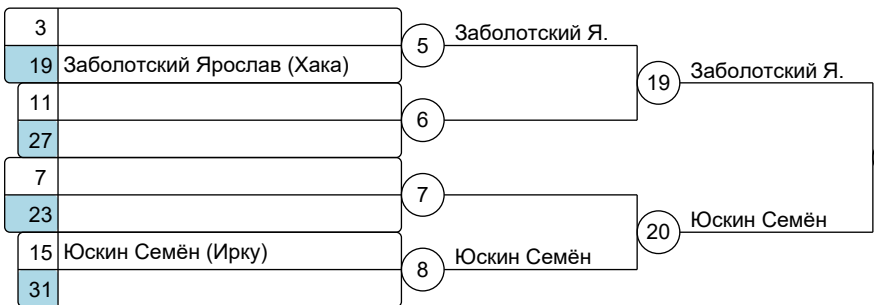 3
5 Заболотский Я.
19 Заболотский Ярослав (Хака)
19 Заболотский Я.
11
6
27
7
7
23
20 Юскин Семён
15 Юскин Семён (Ирку)
8 Юскин Семён
31